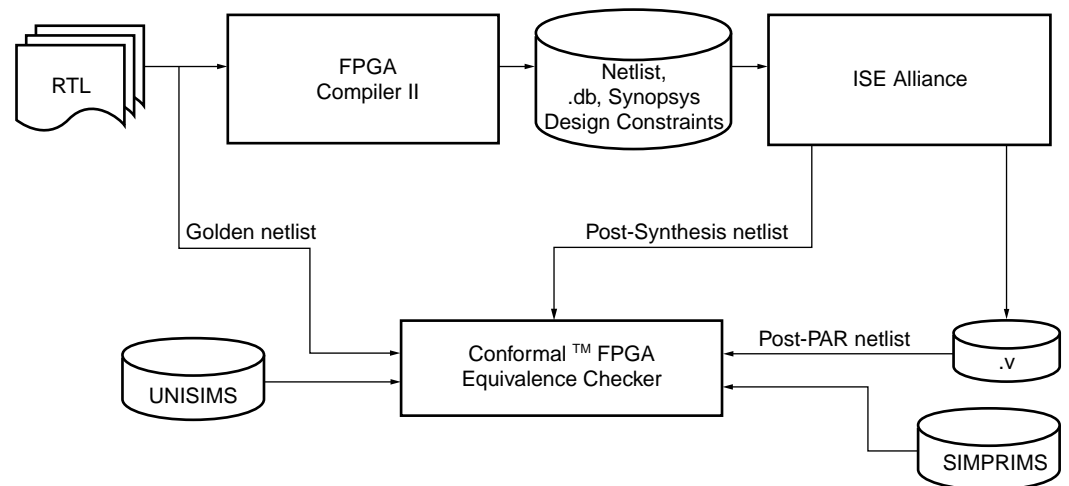 RTL
FPGA
Compiler II
Netlist,
.db, Synopsys
Design Constraints
ISE Alliance
Golden netlist
Post-Synthesis netlist
UNISIMS
Conformal TM FPGA
Equivalence Checker
Post-PAR netlist
.v
SIMPRIMS